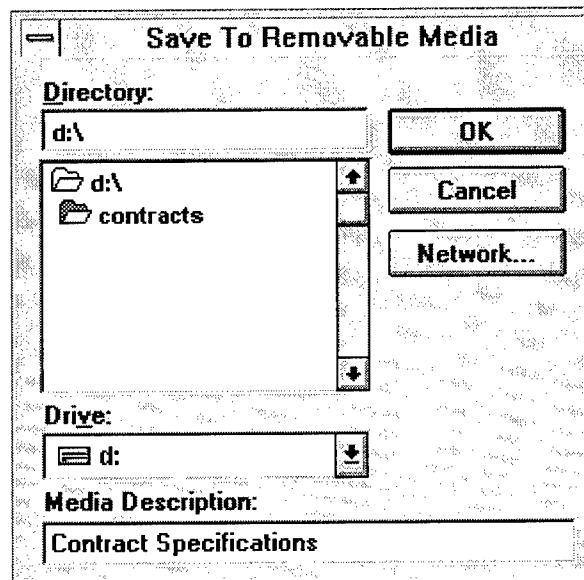 Save To Removable Media
Directory:
d:\
OK
d:\
contracts
Cancel
Network...
Drive:
d:
Media Description:
Contract Specifications